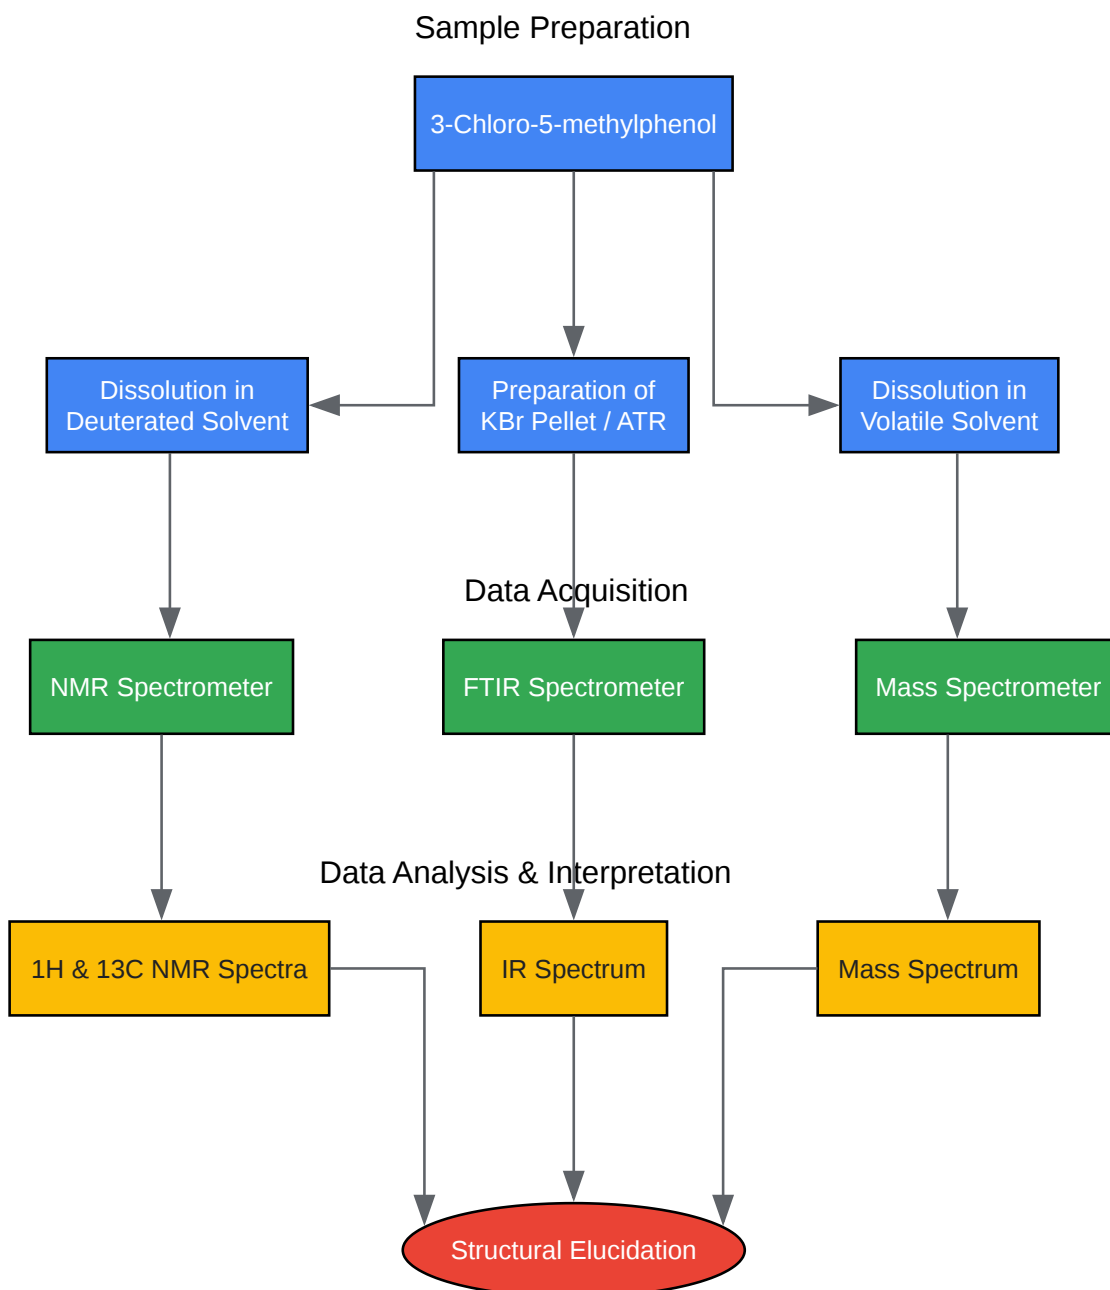 Sample Preparation
3-Chloro-5-methylphenol
Dissolution in
Deuterated Solvent
Preparation of
KBr Pellet / ATR
Dissolution in
Volatile Solvent
Data Acquisition
NMR Spectrometer
FTIR Spectrometer
Mass Spectrometer
Data Analysis & Interpretation
1H & 13C NMR Spectra
IR Spectrum
Mass Spectrum
Structural Elucidation